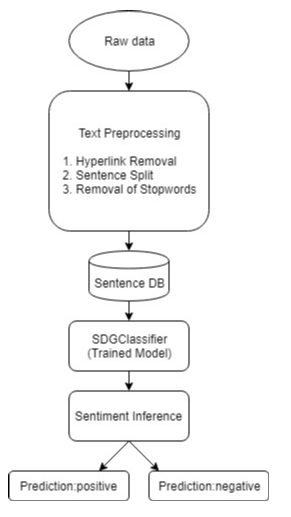 Raw data
Text Preprocessing
1. Hyperlink Removal
2. Sentence Split
3. Removal of Stopwords
Sentence DB
SDGClassifier
(Trained Model)
Sentiment Inference
Prediction:positive
Prediction:negative